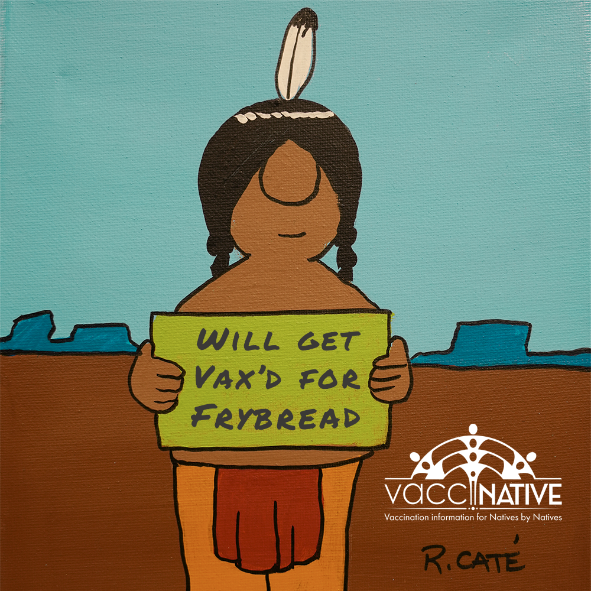 WILL GET
VAX'D FOR
FRYBREAD
VACCINATIVE
Vaccination information for Natives by Natives
R. CATÉ